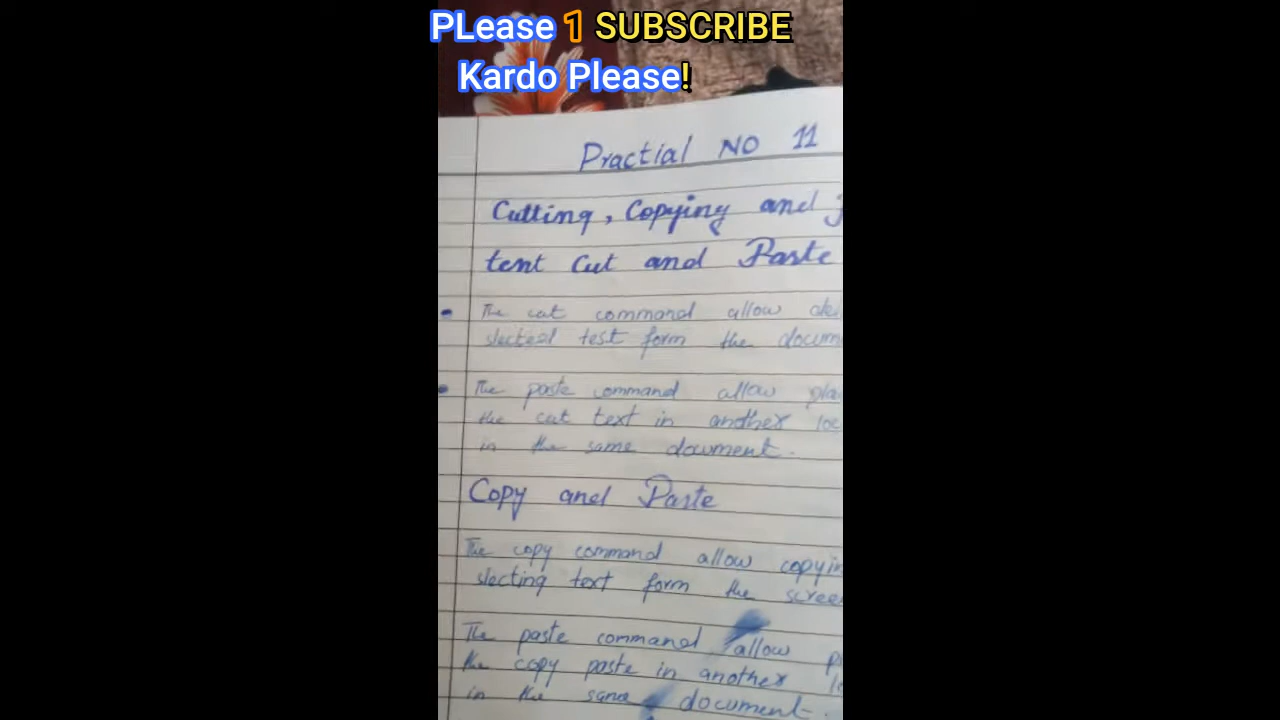 PLease 1 SUBSCRIBE
Kardo Please!
Practial NO 11
Cutting, Copying and
tent Cut and Paste
The cut command allow
slecteal test form the
The paste command allow
the cut text in another
in the same document.
Copy and Paste
The copy command allow
slecting text form the
The paste command allow
the copy paste in another
in the same document.